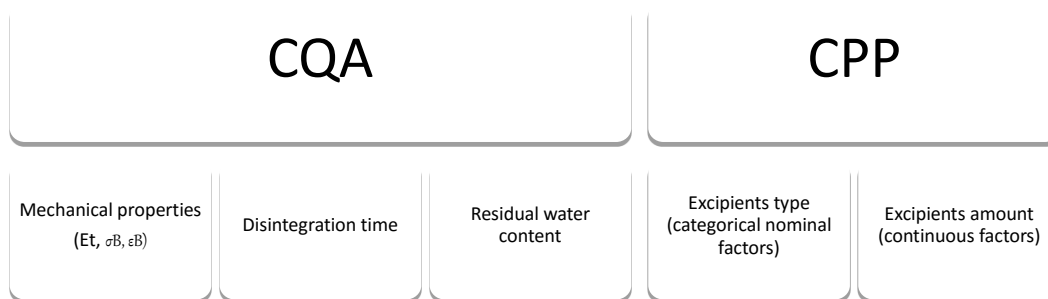 CQA
CPP
Mechanical properties
(Et, σB, εB)
Disintegration time
Residual water
content
Excipients type
(categorical nominal
factors)
Excipients amount
(continuous factors)